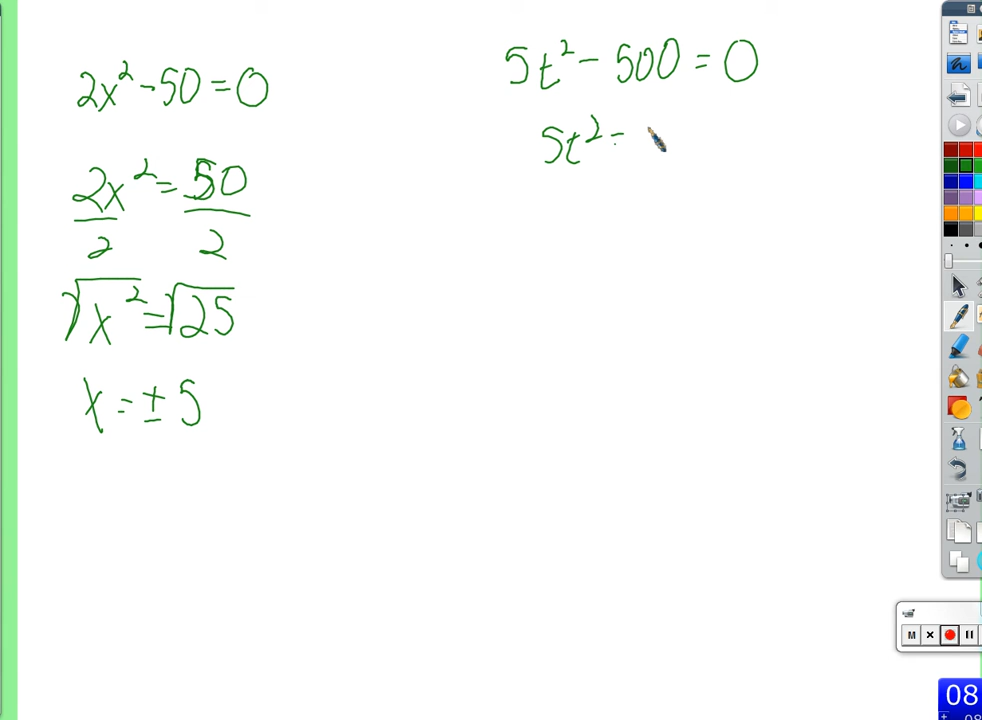 2x² - 50 = 0
2x² = 50
2 2
√x² = √25
x = ± 5
5t² - 500 = 0
5t² =
M
08